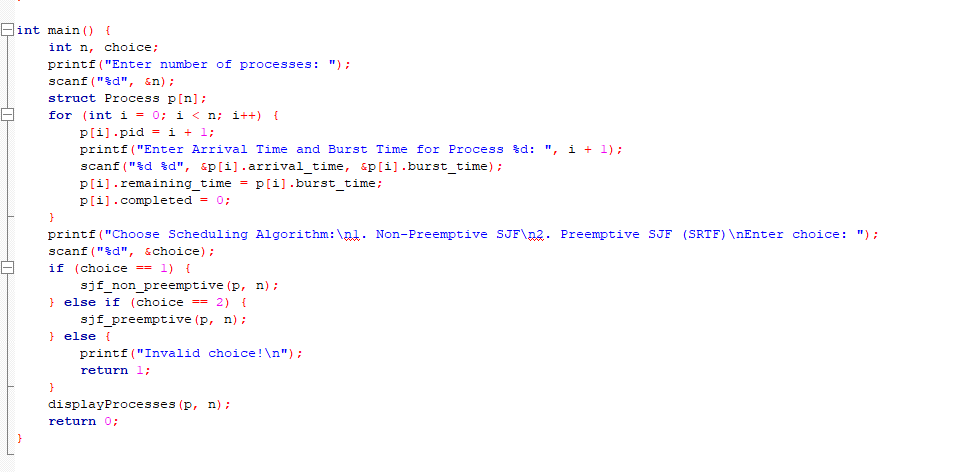 int main() {
    int n, choice;
    printf("Enter number of processes: ");
    scanf("%d", &n);
    struct Process p[n];
    for (int i = 0; i < n; i++) {
        p[i].pid = i + 1;
        printf("Enter Arrival Time and Burst Time for Process %d: ", i + 1);
        scanf("%d %d", &p[i].arrival_time, &p[i].burst_time);
        p[i].remaining_time = p[i].burst_time;
        p[i].completed = 0;
    }
    printf("Choose Scheduling Algorithm:\n1. Non-Preemptive SJF\n2. Preemptive SJF (SRTF)\nEnter choice: ");
    scanf("%d", &choice);
    if (choice == 1) {
        sjf_non_preemptive(p, n);
    } else if (choice == 2) {
        sjf_preemptive(p, n);
    } else {
        printf("Invalid choice!\n");
        return 1;
    }
    displayProcesses(p, n);
    return 0;
}